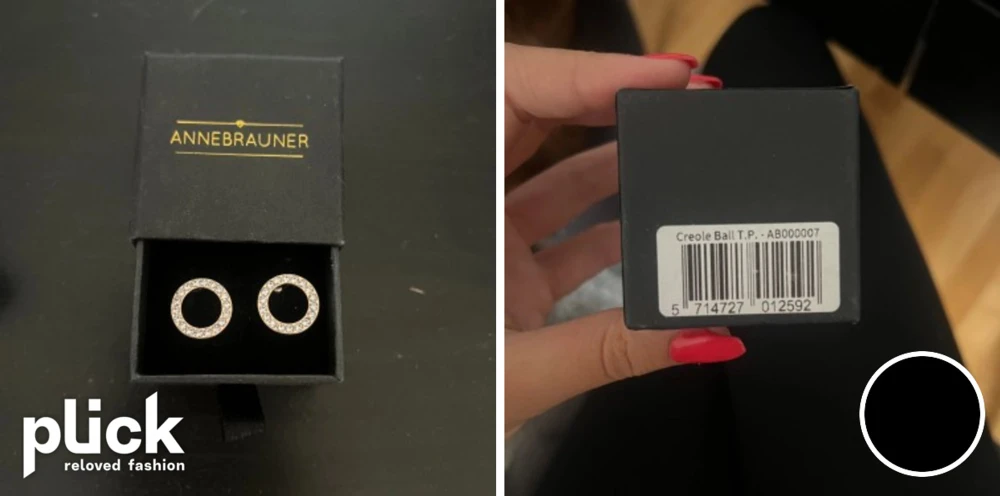 ANNEBRAUNER
plick
reloved fashion
Creole Ball T.P. - AB000007
5 714727 012592